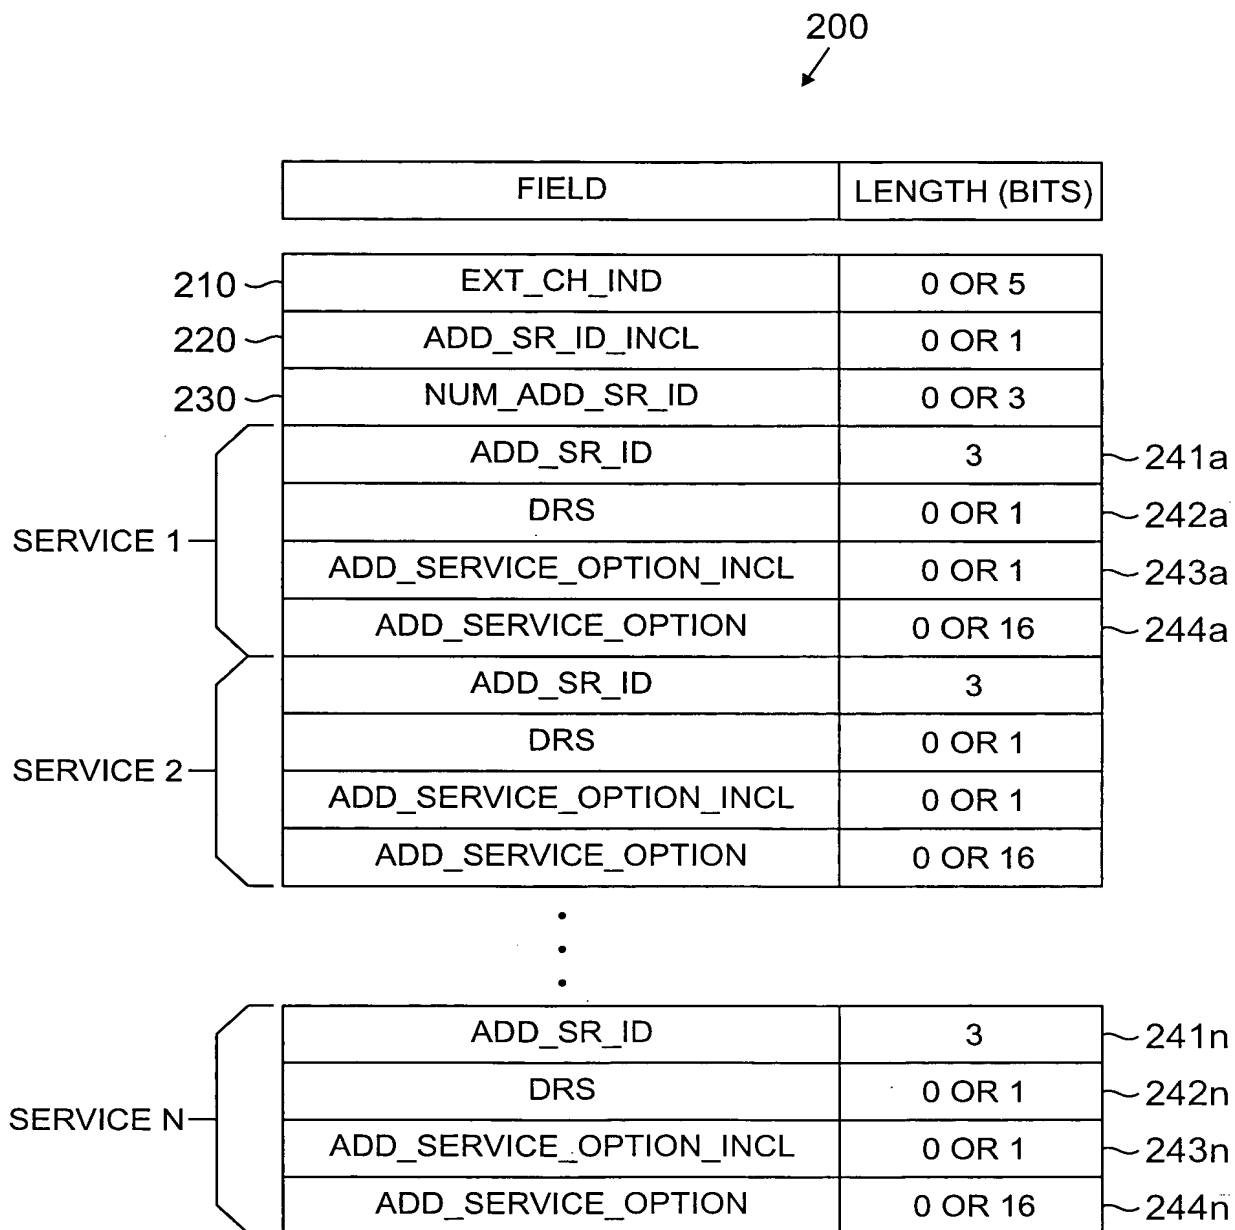 200
FIELD LENGTH (BITS)
210 EXT_CH_IND 0 OR 5
220 ADD_SR_ID_INCL 0 OR 1
230 NUM_ADD_SR_ID 0 OR 3
SERVICE 1
ADD_SR_ID 3 241a
DRS 0 OR 1 242a
ADD_SERVICE_OPTION_INCL 0 OR 1 243a
ADD_SERVICE_OPTION 0 OR 16 244a
SERVICE 2
ADD_SR_ID 3
DRS 0 OR 1
ADD_SERVICE_OPTION_INCL 0 OR 1
ADD_SERVICE_OPTION 0 OR 16
SERVICE N
ADD_SR_ID 3 241n
DRS 0 OR 1 242n
ADD_SERVICE_OPTION_INCL 0 OR 1 243n
ADD_SERVICE_OPTION 0 OR 16 244n